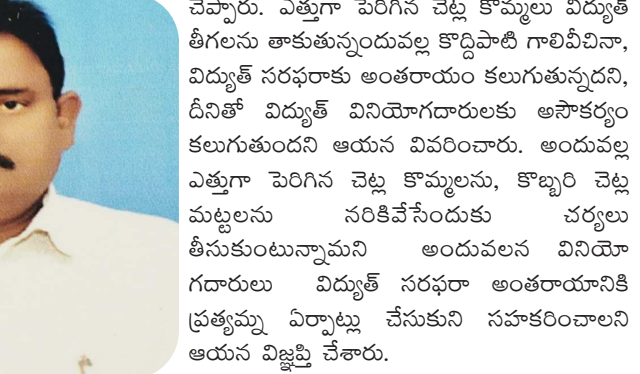 చెప్పారు. ఎత్తుగా పెరిగిన చెట్ల కొమ్మలు విద్యుత్
తీగలను తాకుతున్నందువల్ల కొద్దిపాటి గాలివీచినా,
విద్యుత్ సరఫరాకు అంతరాయం కలుగుతున్నదని,
దీనితో విద్యుత్ వినియోగదారులకు అసౌకర్యం
కలుగుతుందని ఆయన వివరించారు. అందువల్ల
ఎత్తుగా పెరిగిన చెట్ల కొమ్మలను, కొబ్బరి చెట్ల
మట్టలను నరికివేసేందుకు చర్యలు
తీసుకుంటున్నామని అందువలన వినియో
గదారులు విద్యుత్ సరఫరా అంతరాయానికి
ప్రత్యమ్న ఏర్పాట్లు చేసుకుని సహకరించాలని
ఆయన విజ్ఞప్తి చేశారు.